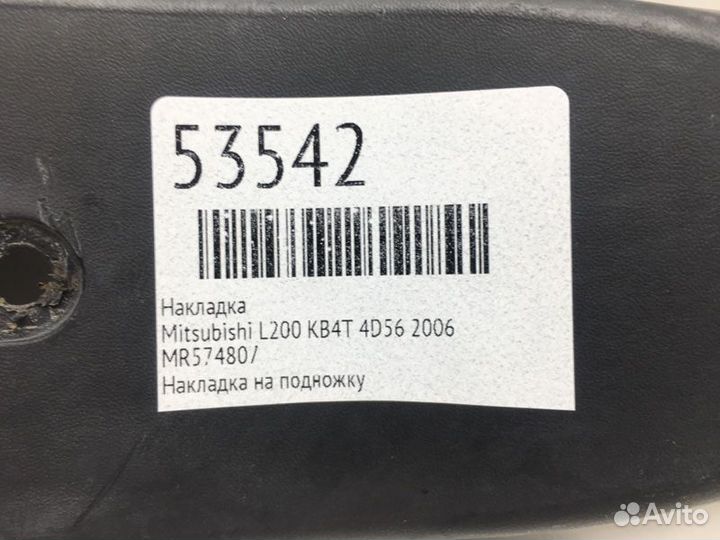 53542
Накладка
Mitsubishi L200 KB4T 4D56 2006
MR574807
Накладка на подножку
Avito